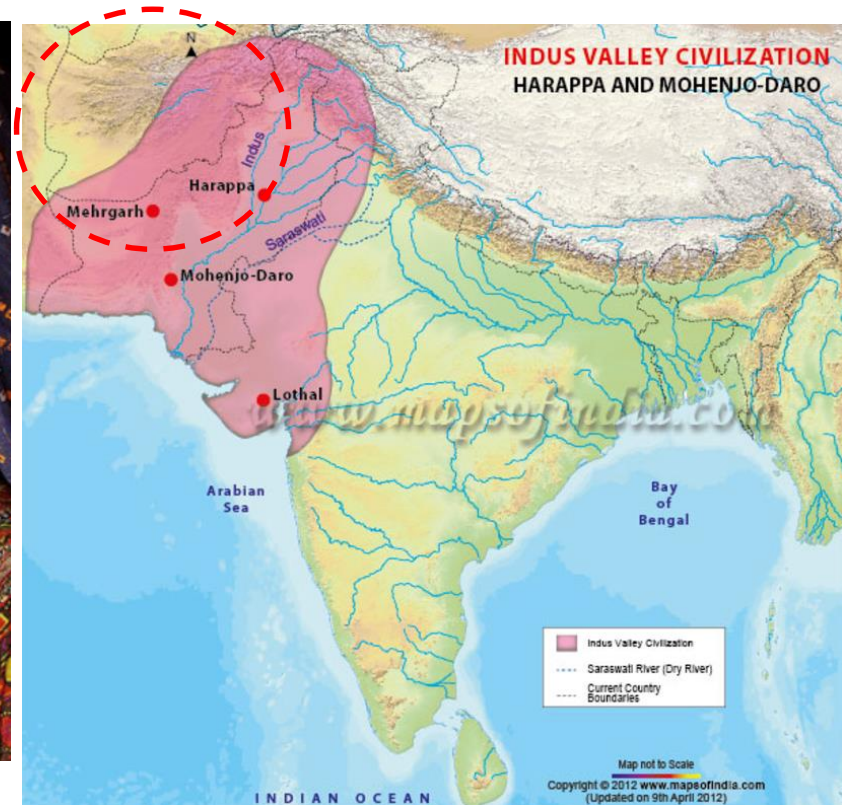 INDUS VALLEY CIVILIZATION
HARAPPA AND MOHENJO-DARO
N
Indus
Harappa
Mehrgarh
Saraswati
Mohenjo-Daro
Lothal
www.mapsofindia.com
Arabian
Sea
Bay
of
Bengal
Indus Valley Civilization
Saraswati River (Dry River)
Current Country
Boundaries
Map not to Scale
Copyright © 2012 www.mapsofindia.com
(Updated on 9th April 2012)
INDIAN OCEAN